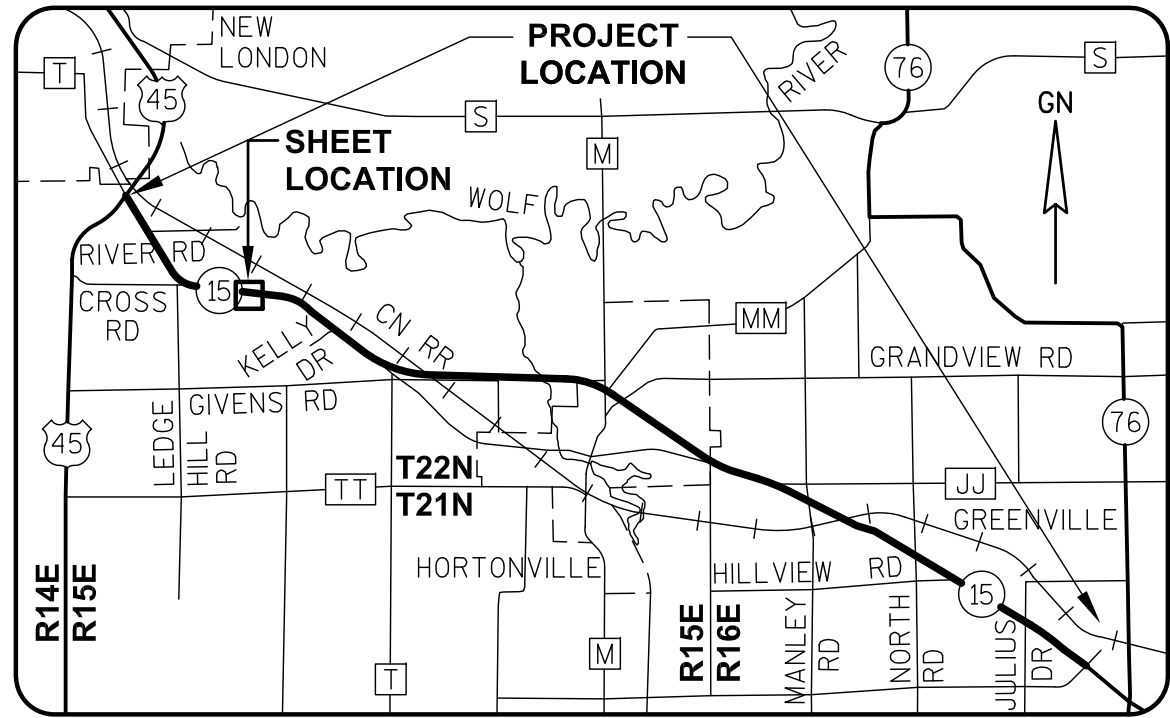 NEW
LONDON
PROJECT
LOCATION
RIVER
76
S
T
45
S
GN
M
SHEET
LOCATION
WOLF
RIVER RD
15
CROSS
RD
CN RR
MM
KELLY
DR
GRANDVIEW RD
GIVENS RD
76
45
LEDGE
HILL
RD
T22N
T21N
TT
JJ
GREENVILLE
HORTONVILLE
HILLVIEW RD
15
R14E
R15E
R15E
R16E
MANLEY
RD
NORTH
RD
JULIUS
DR
M
T